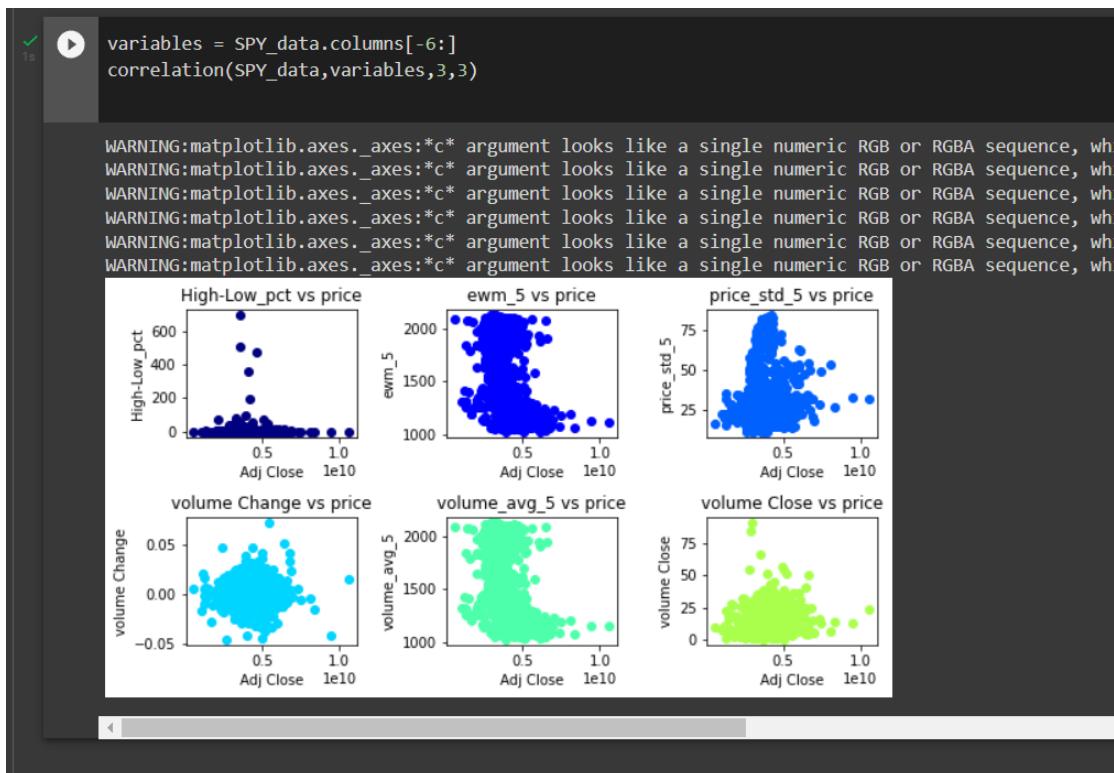 1s
variables = SPY_data.columns[-6:]
correlation(SPY_data,variables,3,3)
WARNING:matplotlib.axes._axes:*c* argument looks like a single numeric RGB or RGBA sequence, whi
WARNING:matplotlib.axes._axes:*c* argument looks like a single numeric RGB or RGBA sequence, whi
WARNING:matplotlib.axes._axes:*c* argument looks like a single numeric RGB or RGBA sequence, whi
WARNING:matplotlib.axes._axes:*c* argument looks like a single numeric RGB or RGBA sequence, whi
WARNING:matplotlib.axes._axes:*c* argument looks like a single numeric RGB or RGBA sequence, whi
WARNING:matplotlib.axes._axes:*c* argument looks like a single numeric RGB or RGBA sequence, whi
High-Low_pct vs price
High-Low_pct
600
400
200
0
0.5 1.0
Adj Close 1e10
ewm_5 vs price
ewm_5
2000
1500
1000
0.5 1.0
Adj Close 1e10
price_std_5 vs price
price_std_5
75
50
25
0.5 1.0
Adj Close 1e10
volume Change vs price
volume Change
0.05
0.00
−0.05
0.5 1.0
Adj Close 1e10
volume_avg_5 vs price
volume_avg_5
2000
1500
1000
0.5 1.0
Adj Close 1e10
volume Close vs price
volume Close
75
50
25
0
0.5 1.0
Adj Close 1e10